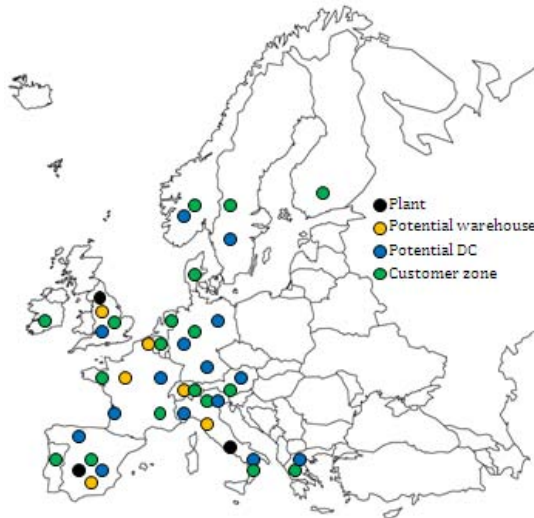 Plant
Potential warehouse
Potential DC
Customer zone